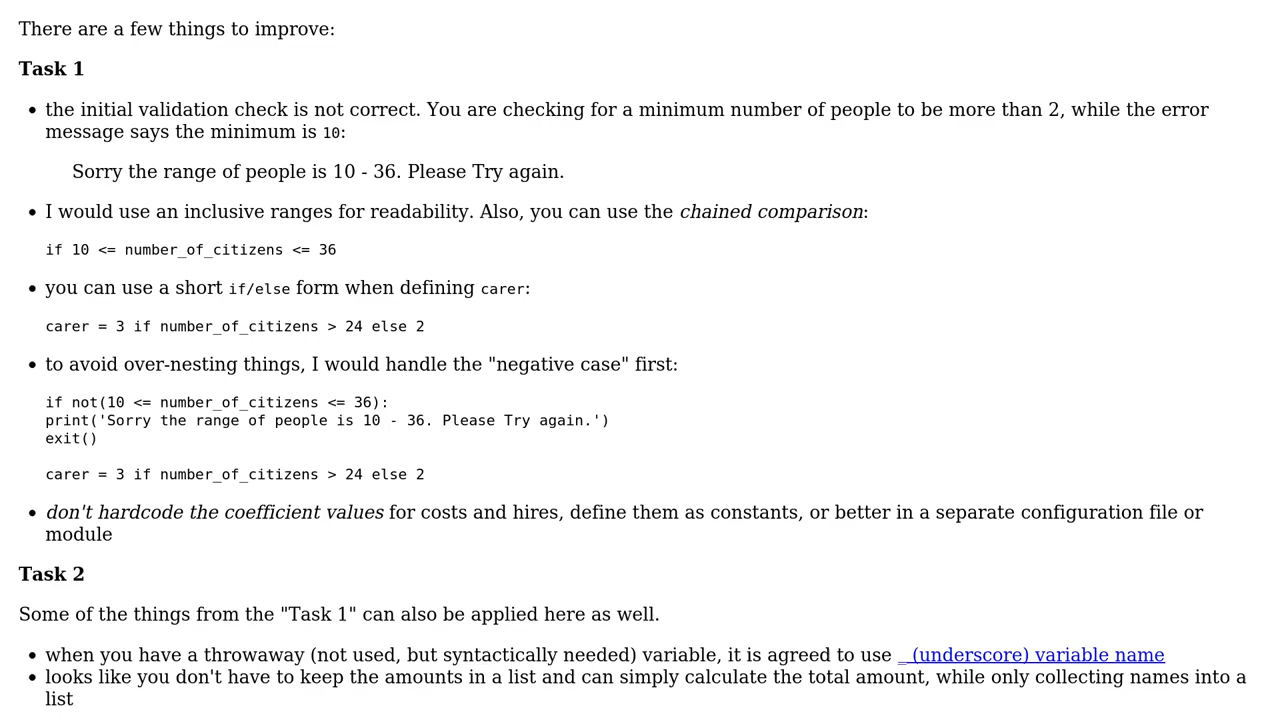 There are a few things to improve:
Task 1
• the initial validation check is not correct. You are checking for a minimum number of people to be more than 2, while the error
message says the minimum is 10:
Sorry the range of people is 10 - 36. Please Try again.
• I would use an inclusive ranges for readability. Also, you can use the chained comparison:
if 10 <= number_of_citizens <= 36
• you can use a short if/else form when defining carer:
carer = 3 if number_of_citizens > 24 else 2
• to avoid over-nesting things, I would handle the "negative case" first:
if not(10 <= number_of_citizens <= 36):
print('Sorry the range of people is 10 - 36. Please Try again.')
exit()
carer = 3 if number_of_citizens > 24 else 2
• don't hardcode the coefficient values for costs and hires, define them as constants, or better in a separate configuration file or
module
Task 2
Some of the things from the "Task 1" can also be applied here as well.
• when you have a throwaway (not used, but syntactically needed) variable, it is agreed to use _ (underscore) variable name
• looks like you don't have to keep the amounts in a list and can simply calculate the total amount, while only collecting names into a
list